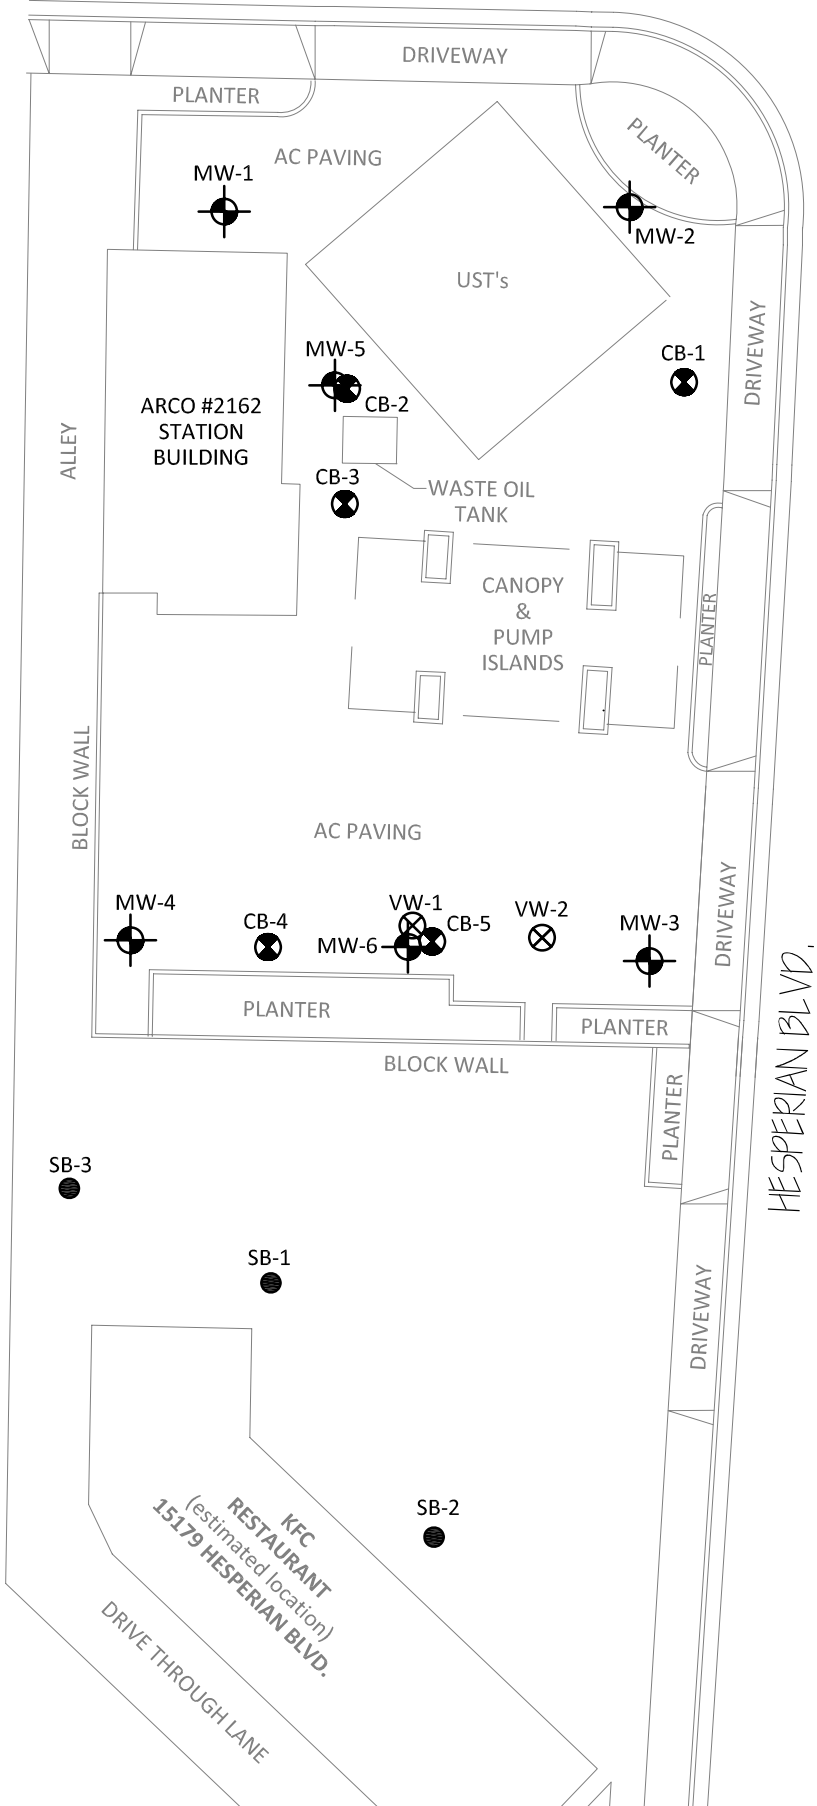 DRIVEWAY
PLANTER
PLANTER
AC PAVING
MW-1
MW-2
UST's
DRIVEWAY
MW-5
CB-1
CB-2
ARCO #2162
STATION
BUILDING
ALLEY
CB-3
WASTE OIL
TANK
CANOPY
&
PUMP
ISLANDS
PLANTER
BLOCK WALL
AC PAVING
DRIVEWAY
MW-4
CB-4
VW-1
CB-5
MW-6
VW-2
MW-3
HESPERIAN BLVD.
PLANTER
PLANTER
BLOCK WALL
PLANTER
SB-3
SB-1
DRIVEWAY
SB-2
KFC
RESTAURANT
(estimated location)
15179 HESPERIAN BLVD.
DRIVE THROUGH LANE